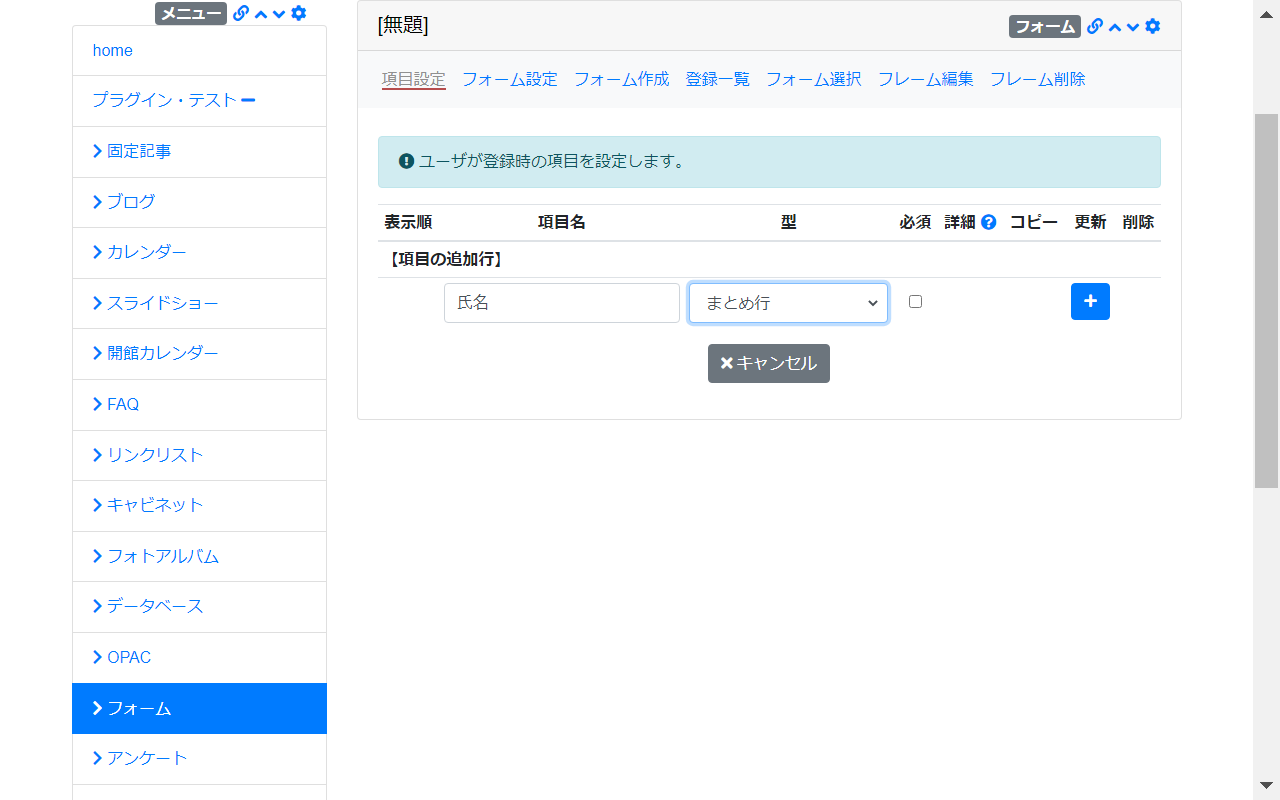 メニュー
home
プラグイン・テスト
固定記事
ブログ
カレンダー
スライドショー
開館カレンダー
FAQ
リンクリスト
キャビネット
フォトアルバム
データベース
OPAC
フォーム
アンケート
[無題]
フォーム
項目設定 フォーム設定 フォーム作成 登録一覧 フォーム選択 フレーム編集 フレーム削除
ユーザが登録時の項目を設定します。
表示順 項目名 型 必須 詳細 コピー 更新 削除
【項目の追加行】
氏名 まとめ行
キャンセル